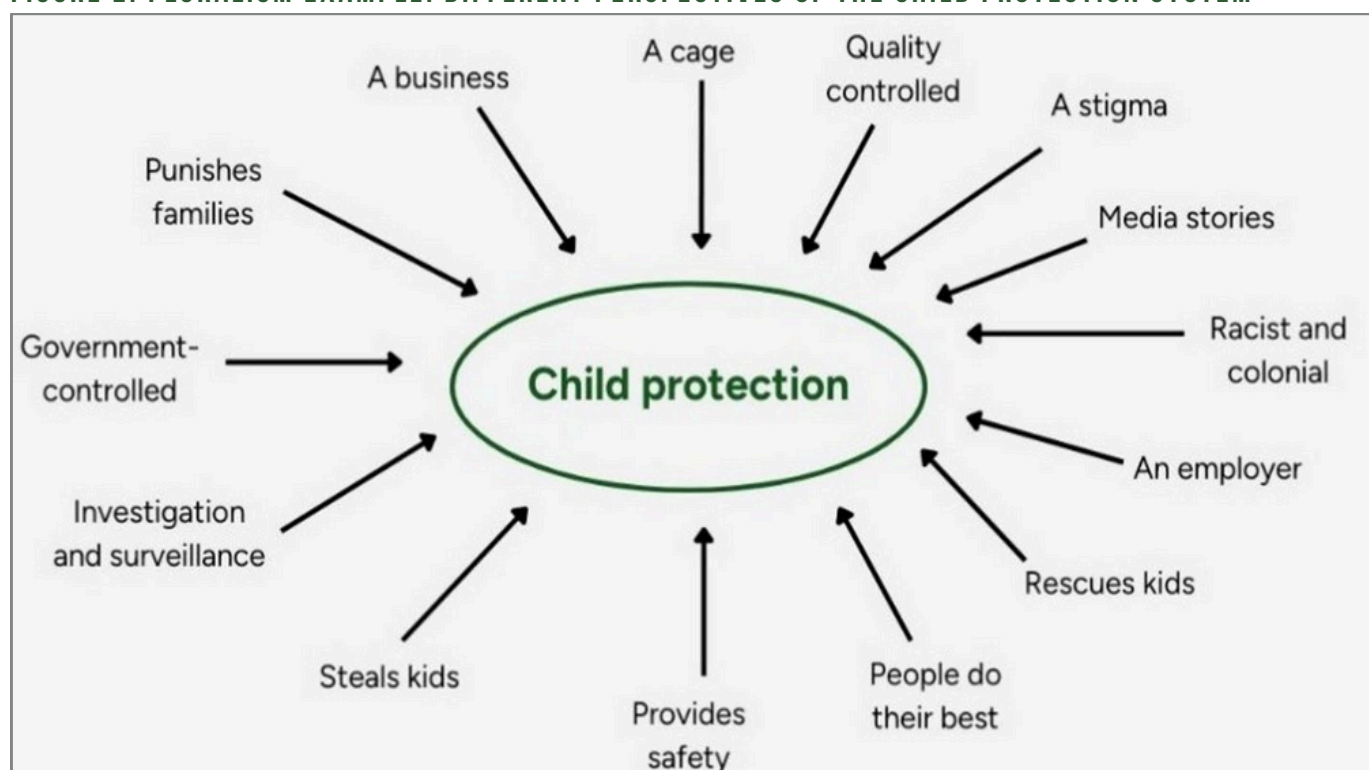 A cage
Quality
controlled
A business
A stigma
Punishes
families
Media stories
Racist and
colonial
Government-
controlled
Child protection
An employer
Investigation
and surveillance
Rescues kids
Steals kids
People do
their best
Provides
safety